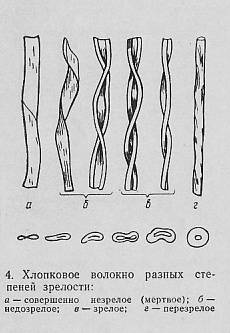 а б в г
4. Хлопковое волокно разных сте-
пеней зрелости:
а — совершенно незрелое (мертвое); б —
недозрелое; в — зрелое; г — перезрелое